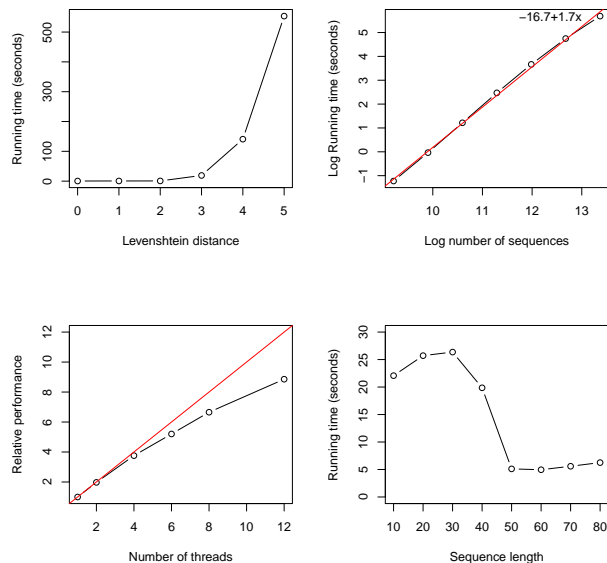 Running time (seconds)
0 100 300 500
0 1 2 3 4 5
Levenshtein distance
Log Running time (seconds)
−1 0 1 2 3 4 5
−16.7+1.7x
10 11 12 13
Log number of sequences
Relative performance
2 4 6 8 10 12
2 4 6 8 10 12
Number of threads
Running time (seconds)
0 5 10 15 20 25 30
10 20 30 40 50 60 70 80
Sequence length